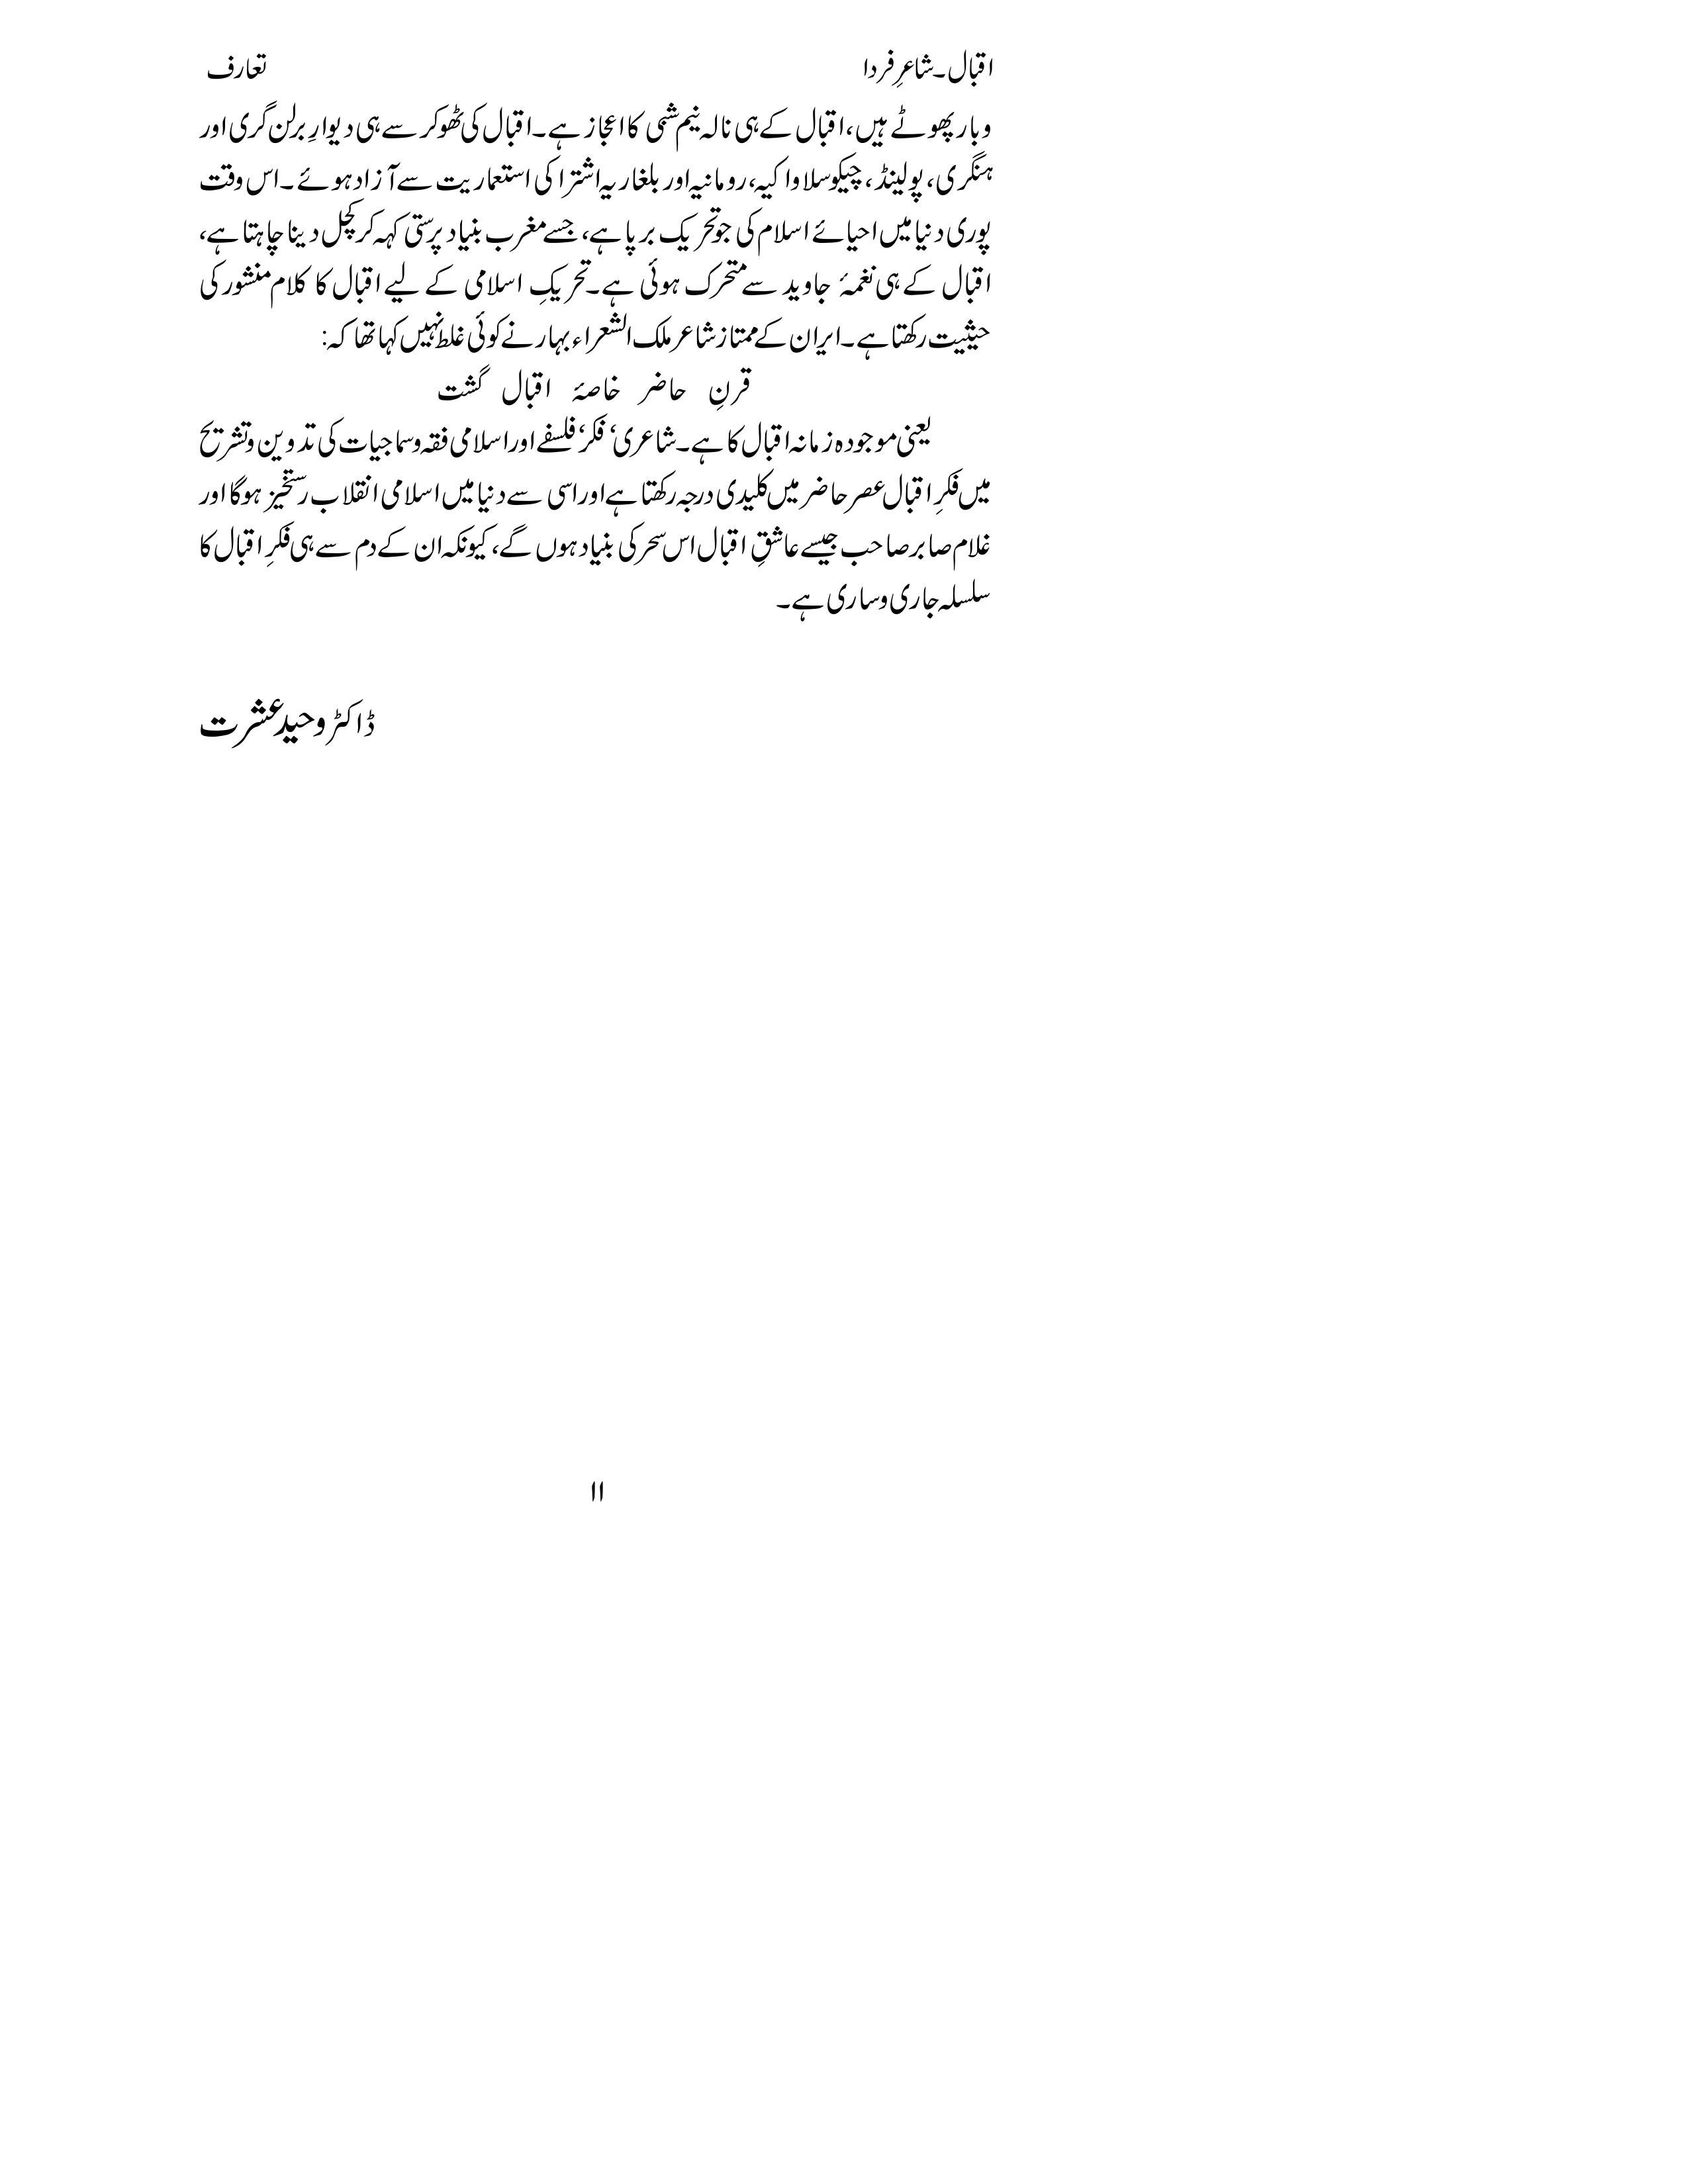 اقبال۔شاعرِ فردا تعارف
وبار پھوٹے ہیں، اقبال کے ہی نالہ نیم شمی کا اعجاز ہے۔اقبال کی ٹھوکر سے ہی دیوارِ برلن گری اور
ہنگری، پولینڈ، چیکوسلاواکیہ، رومانیہ اور بلغاریہ اشتراکی استعماریت سے آزاد ہوئے۔اس وقت
پوری دنیا میں احیائے اسلام کی جو تحریک برپا ہے، جسے مغرب بنیاد پرستی کہہ کر کچل دینا چاہتا ہے،
اقبال کے ہی نغمۂ جاوید سے متحرک ہوئی ہے۔تحریکِ اسلامی کے لیے اقبال کا کلام منشور کی
حیثیت رکھتا ہے۔ایران کے ممتاز شاعر ملک الشعراء بہار نے کوئی غلط نہیں کہا تھا کہ:
قرنِ حاضر خاصۂ اقبال گشت
یعنی موجودہ زمانہ اقبال کا ہے۔شاعری‘ فکر‘ فلسفے اور اسلامی فقہ و سماجیات کی تدوین و تشریح
میں فکرِ اقبال عصر حاضر میں کلیدی درجہ رکھتا ہے اور اسی سے دنیا میں اسلامی انقلاب رستخیز ہوگا اور
غلام صابر صاحب جیسے عاشقِ اقبال اس سحر کی بنیاد ہوں گے، کیونکہ ان کے دم سے ہی فکرِ اقبال کا
سلسلہ جاری و ساری ہے۔
ڈاکٹر وحید عشرت
۱۱